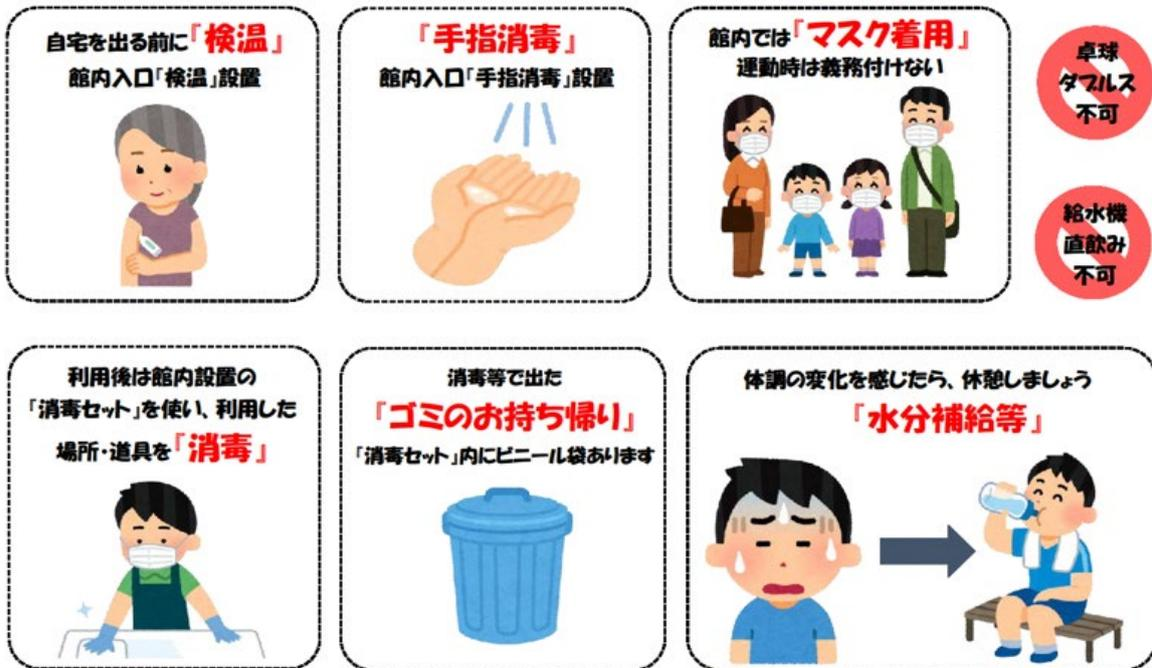 自宅を出る前に『検温』
館内入口「検温」設置
『手指消毒』
館内入口「手指消毒」設置
館内では『マスク着用』
運動時は義務付けない
卓球
ダブルス
不可
給水機
直飲み
不可
利用後は館内設置の
「消毒セット」を使い、利用した
場所・道具を『消毒』
消毒等で出た
『ゴミのお持ち帰り』
「消毒セット」内にビニール袋あります
体調の変化を感じたら、休憩しましょう
『水分補給等』